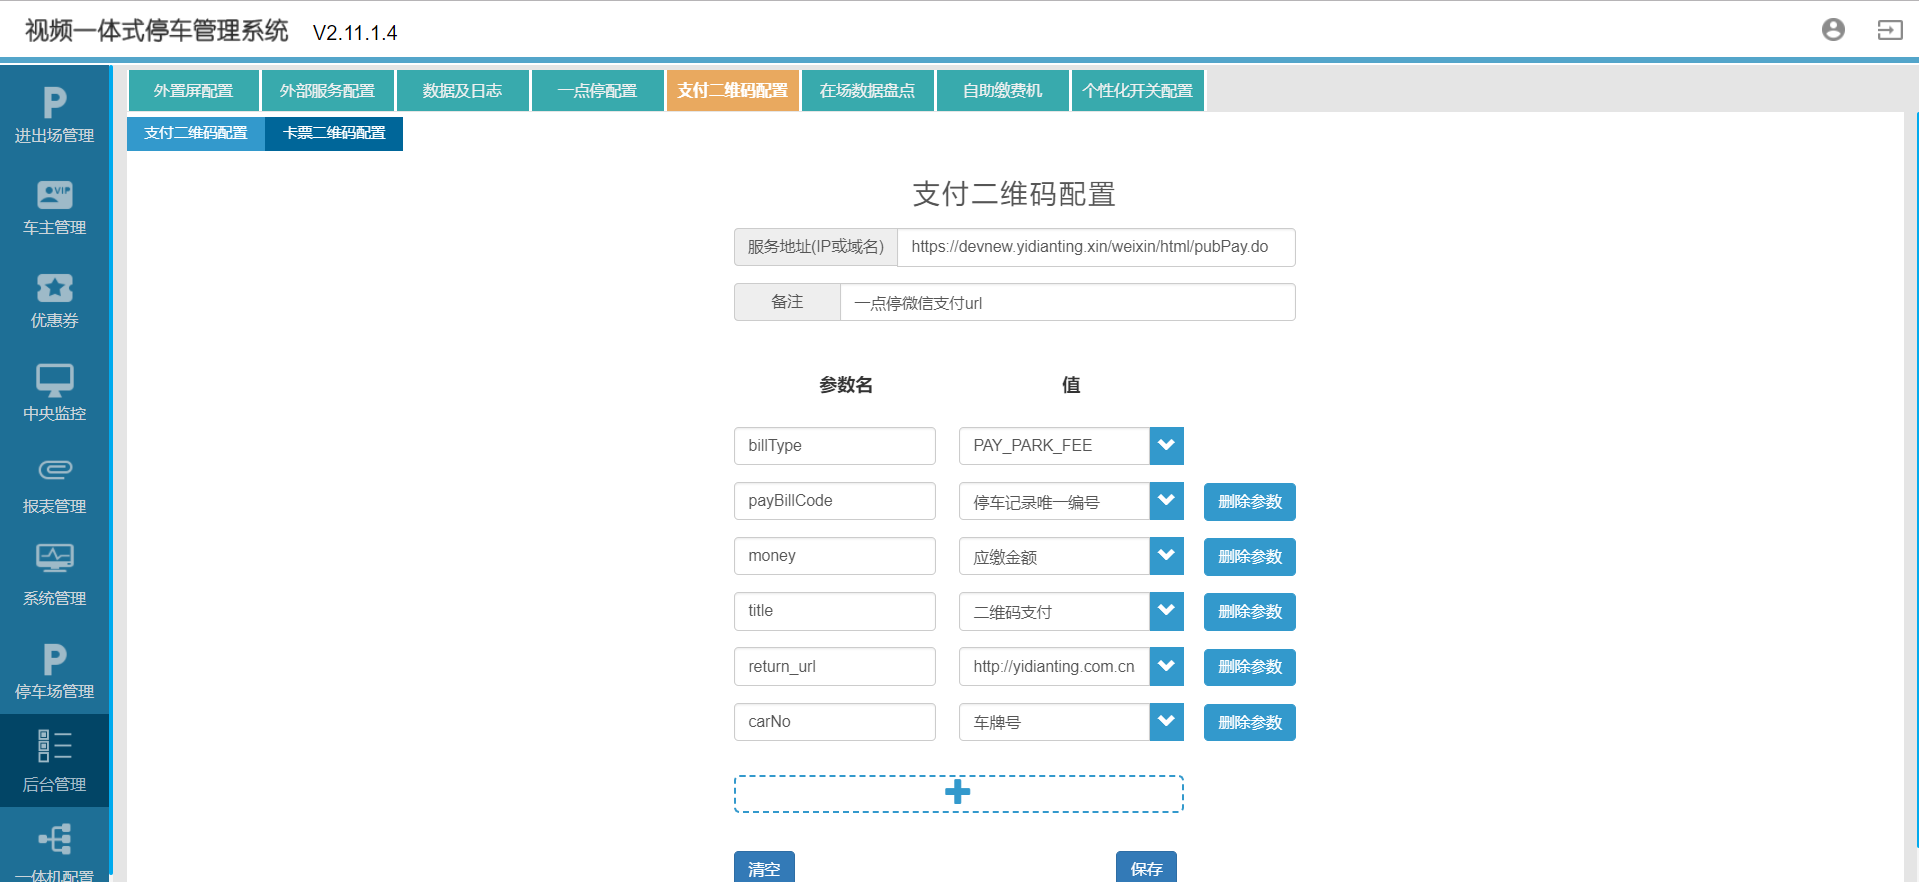 视频一体式停车管理系统 V2.11.1.4
进出场管理
车主管理
优惠券
中央监控
报表管理
系统管理
停车场管理
后台管理
一体机配置
外置屏配置 外部服务配置 数据及日志 一点停配置 支付二维码配置 在场数据盘点 自助缴费机 个性化开关配置
支付二维码配置 卡票二维码配置
支付二维码配置
服务地址(IP或域名) https://devnew.yidianting.xin/weixin/html/pubPay.do
备注 一点停微信支付url
参数名 值
billType PAY_PARK_FEE
payBillCode 停车记录唯一编号 删除参数
money 应缴金额 删除参数
title 二维码支付 删除参数
return_url http://yidianting.com.cn 删除参数
carNo 车牌号 删除参数
清空 保存